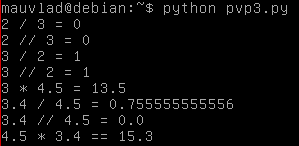 mauvlad@debian:~$ python pvp3.py
2 / 3 = 0
2 // 3 = 0
3 / 2 = 1
3 // 2 = 1
3 * 4.5 = 13.5
3.4 / 4.5 = 0.755555555556
3.4 // 4.5 = 0.0
4.5 * 3.4 == 15.3